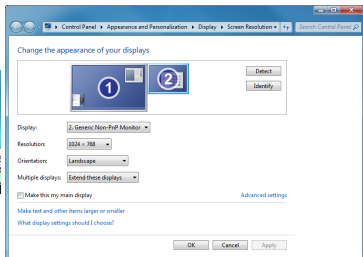 Control Panel ▸ Appearance and Personalization ▸ Display ▸ Screen Resolution
Search Control Panel
Change the appearance of your displays
1
2
Detect
Identify
Display: 2. Generic Non-PnP Monitor
Resolution: 1024 × 768
Orientation: Landscape
Multiple displays: Extend these displays
Make this my main display
Advanced settings
Make text and other items larger or smaller
What display settings should I choose?
OK Cancel Apply